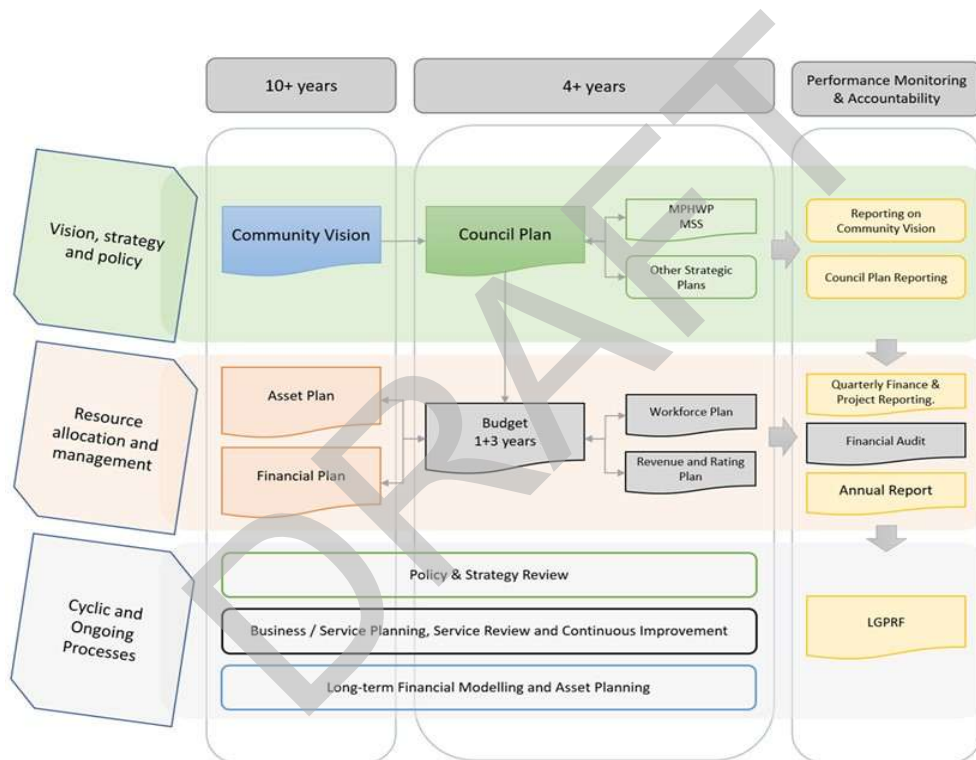 10+ years
4+ years
Performance Monitoring
& Accountability
Vision, strategy
and policy
Community Vision
Council Plan
MPHWP
MSS
Other Strategic
Plans
Reporting on
Community Vision
Council Plan Reporting
Resource
allocation and
management
Asset Plan
Financial Plan
Budget
1+3 years
Workforce Plan
Revenue and Rating
Plan
Quarterly Finance &
Project Reporting.
Financial Audit
Annual Report
Cyclic and
Ongoing
Processes
Policy & Strategy Review
Business / Service Planning, Service Review and Continuous Improvement
Long-term Financial Modelling and Asset Planning
LGPRF
DRAFT